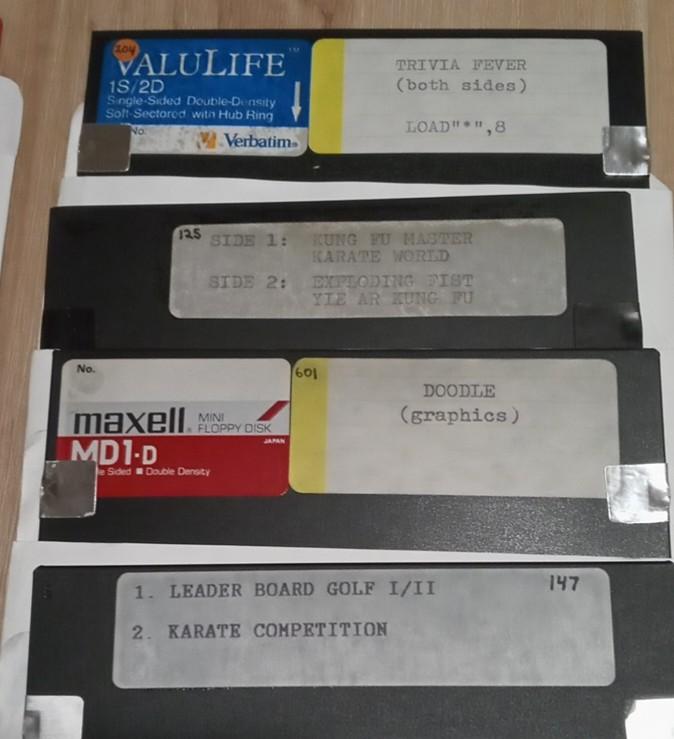 204
VALULIFE™
1S/2D
Single-Sided Double-Density
Soft-Sectored with Hub Ring
No.
Verbatim®
TRIVIA FEVER
(both sides)
LOAD"*",8
125
SIDE 1: KUNG FU MASTER
KARATE WORLD
SIDE 2: EXPLODING FIST
YIE AR KUNG FU
No.
maxell® MINI
FLOPPY DISK
JAPAN
MD1-D
le Sided ■ Double Density
601
DOODLE
(graphics)
1. LEADER BOARD GOLF I/II
147
2. KARATE COMPETITION